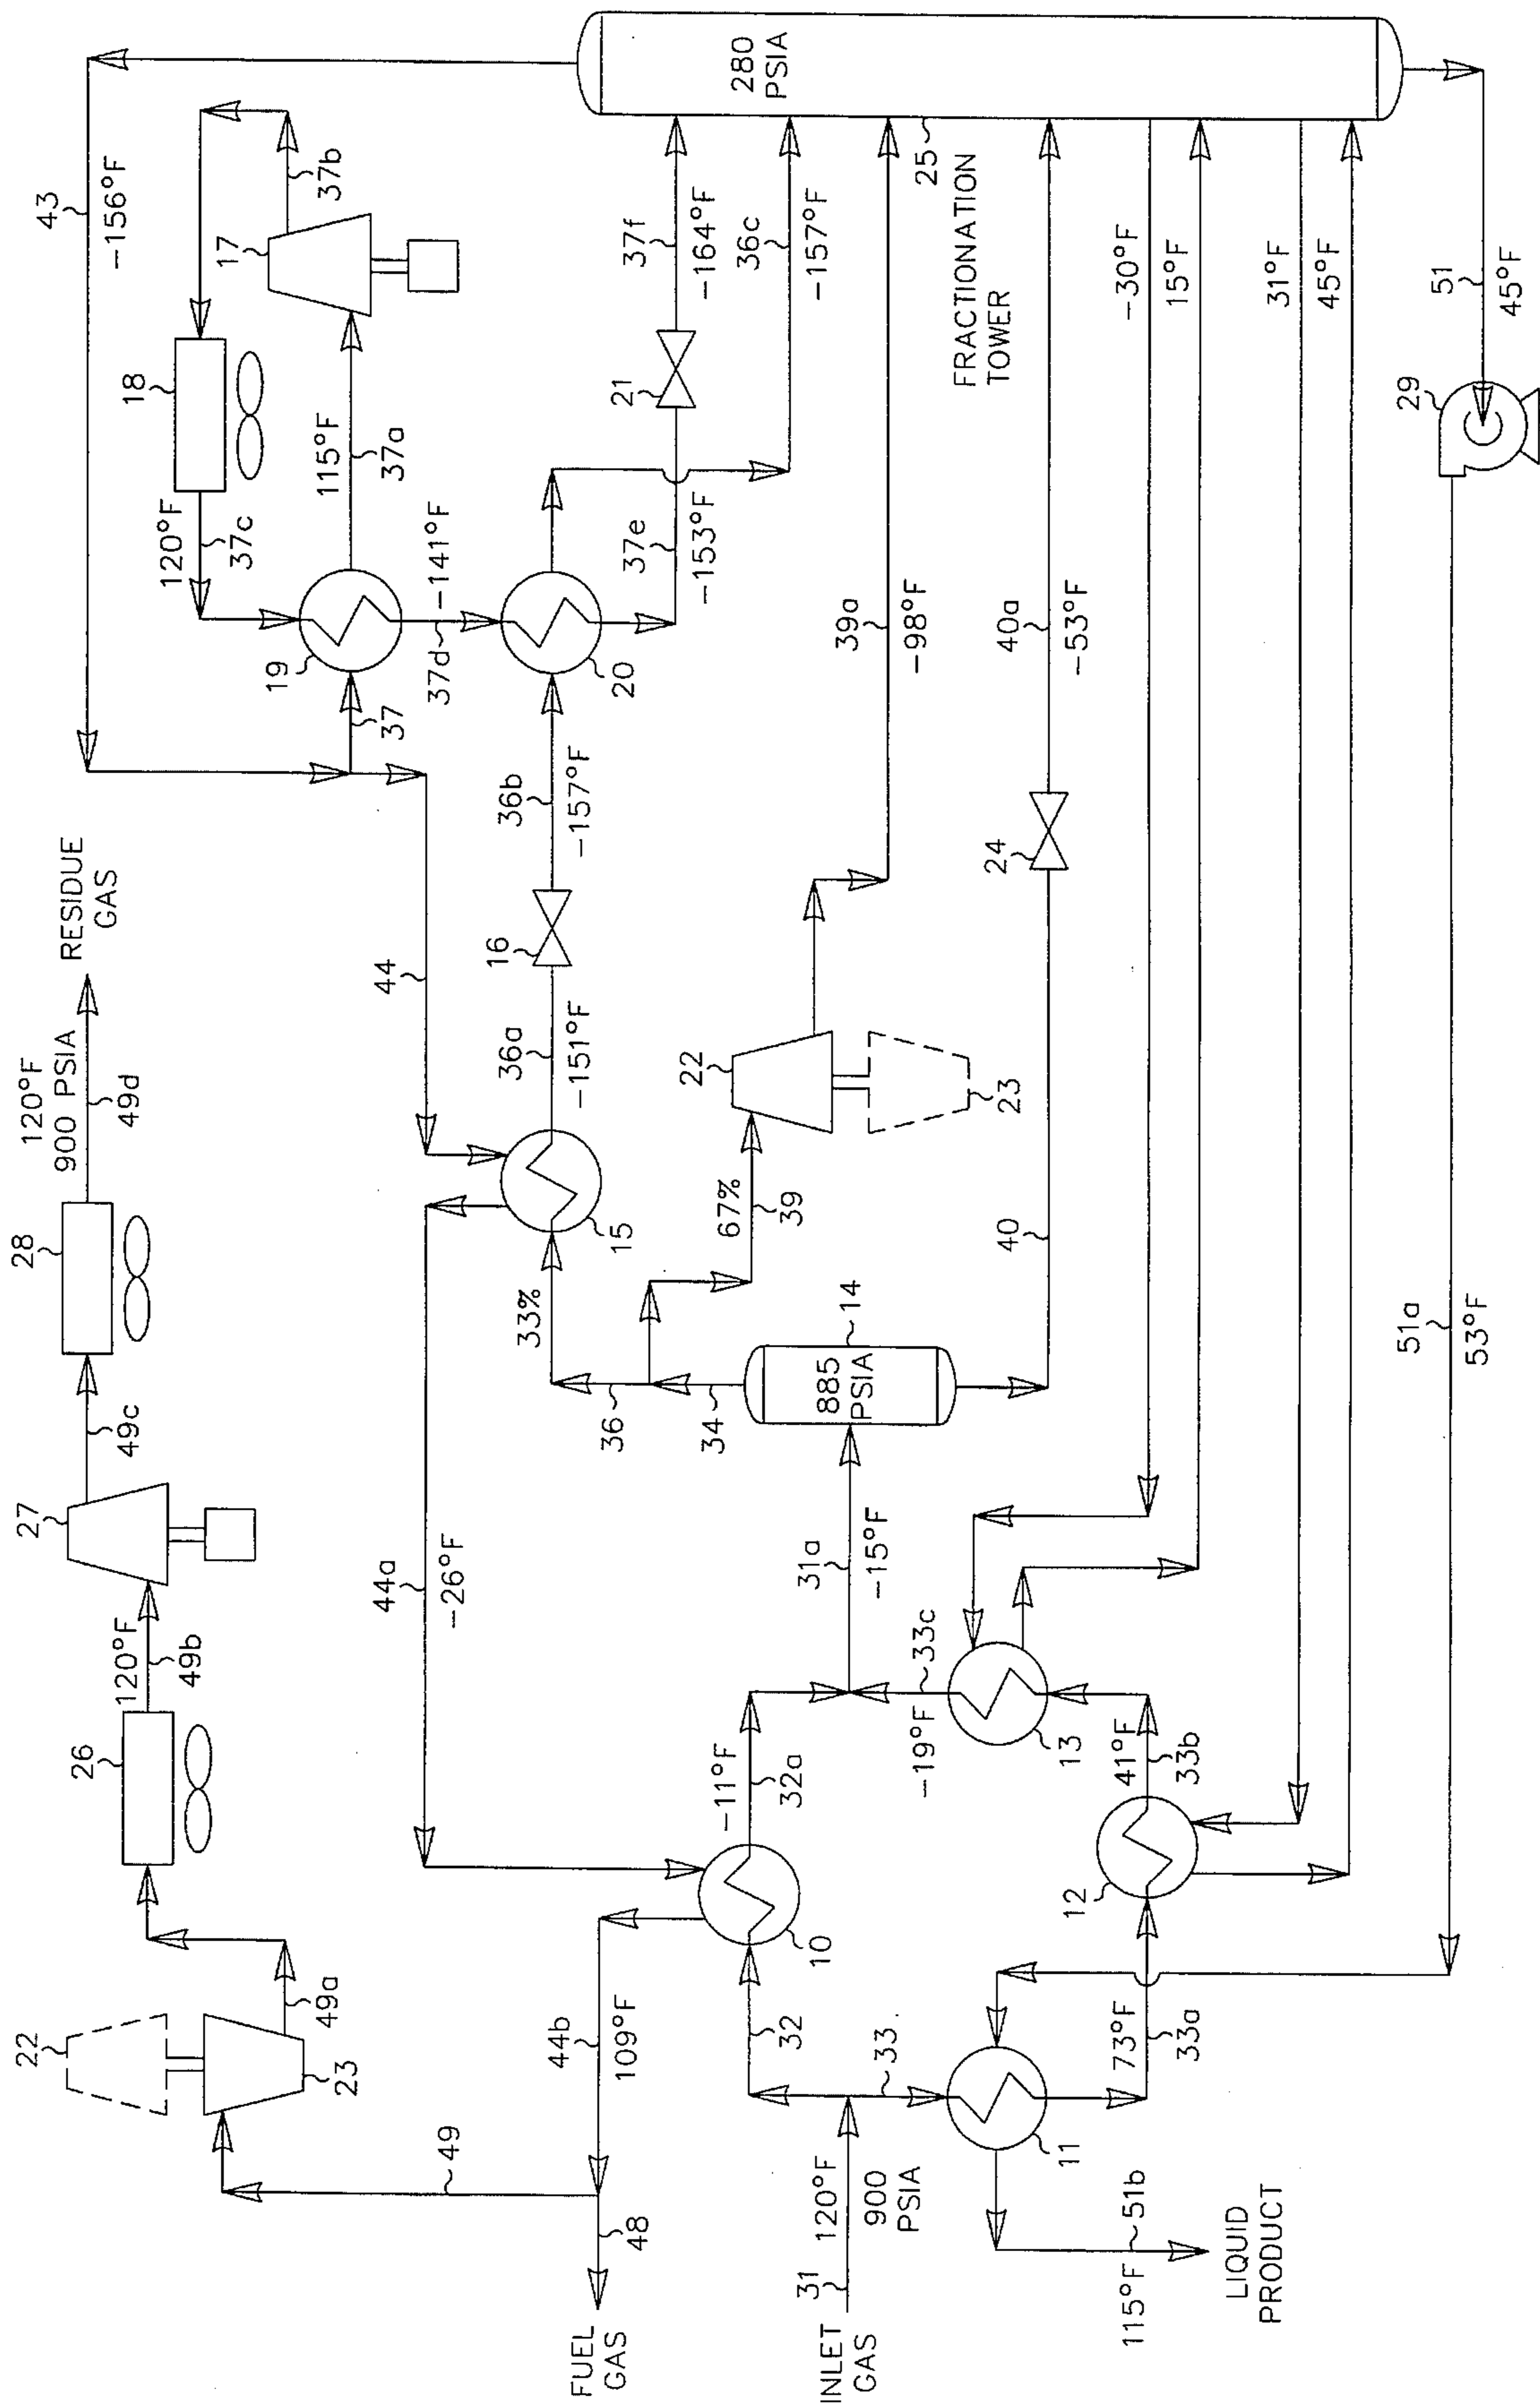 RESIDUE
GAS
120°F
900 PSIA
49d
28
49c
27
120°F
49b
26
49a
22
23
49
48
FUEL
GAS
43
-156°F
18
17
37b
120°F
37c
115°F
37a
19
37
-141°F
37d
44
44a
-26°F
44b
109°F
33%
15
36a
-151°F
16
36b
-157°F
20
37e
-153°F
21
37f
-164°F
36c
-157°F
280
PSIA
36
34
67%
39
22
23
39a
-98°F
25
FRACTIONATION
TOWER
885
PSIA
14
40
24
40a
-53°F
-30°F
15°F
31°F
45°F
31a
-15°F
-11°F
32a
10
32
-19°F
33c
13
41°F
33b
12
73°F
33a
33
11
31
120°F
900
PSIA
INLET
GAS
115°F
51b
LIQUID
PRODUCT
51a
53°F
29
51
45°F